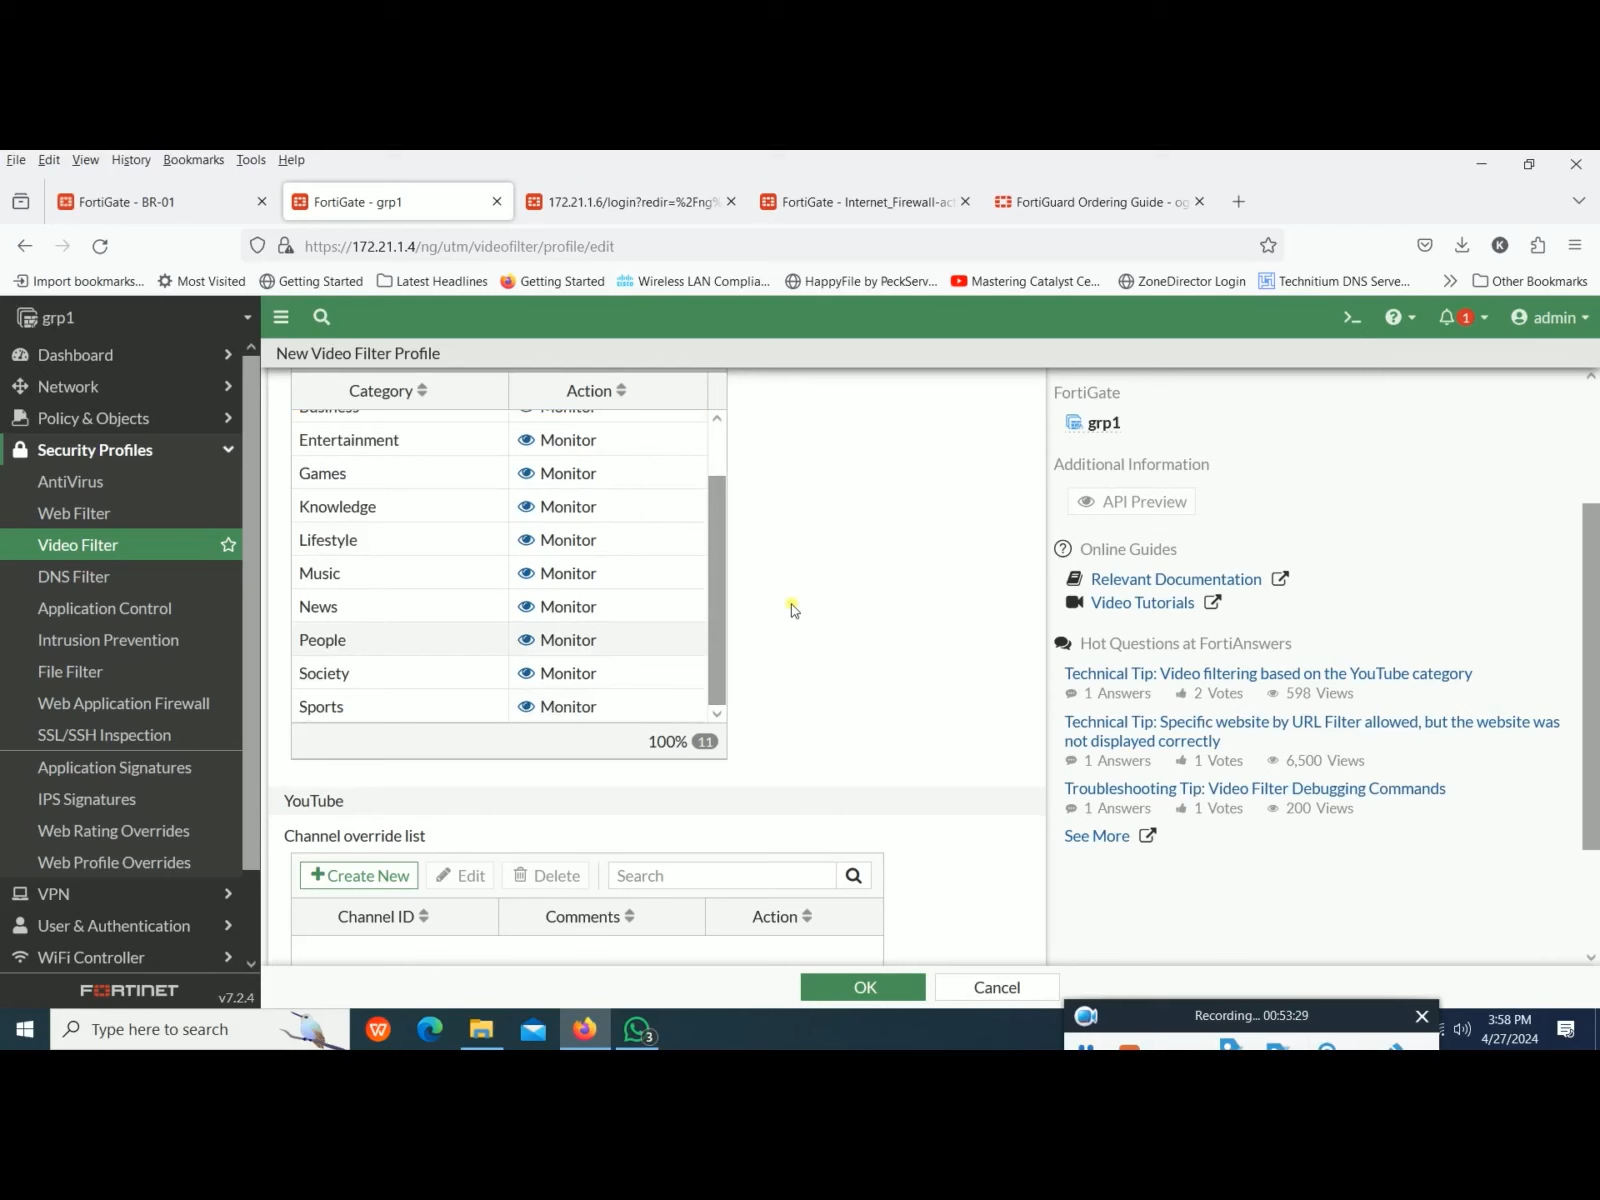 File Edit View History Bookmarks Tools Help
FortiGate - BR-01
FortiGate - grp1
172.21.1.6/login?redir=%2Fng%
FortiGate - Internet_Firewall-ac
FortiGuard Ordering Guide - og
https://172.21.1.4/ng/utm/videofilter/profile/edit
K
Import bookmarks... Most Visited Getting Started Latest Headlines Getting Started Wireless LAN Complia... HappyFile by PeckServ... Mastering Catalyst Ce... ZoneDirector Login Technitium DNS Serve... Other Bookmarks
grp1
1 admin
Dashboard
Network
Policy & Objects
Security Profiles
AntiVirus
Web Filter
Video Filter
DNS Filter
Application Control
Intrusion Prevention
File Filter
Web Application Firewall
SSL/SSH Inspection
Application Signatures
IPS Signatures
Web Rating Overrides
Web Profile Overrides
VPN
User & Authentication
WiFi Controller
FORTINET v7.2.4
New Video Filter Profile
Category Action
Business Monitor
Entertainment Monitor
Games Monitor
Knowledge Monitor
Lifestyle Monitor
Music Monitor
News Monitor
People Monitor
Society Monitor
Sports Monitor
100% 11
YouTube
Channel override list
Create New Edit Delete Search
Channel ID Comments Action
OK Cancel
FortiGate
grp1
Additional Information
API Preview
Online Guides
Relevant Documentation
Video Tutorials
Hot Questions at FortiAnswers
Technical Tip: Video filtering based on the YouTube category
1 Answers 2 Votes 598 Views
Technical Tip: Specific website by URL Filter allowed, but the website was
not displayed correctly
1 Answers 1 Votes 6,500 Views
Troubleshooting Tip: Video Filter Debugging Commands
1 Answers 1 Votes 200 Views
See More
Type here to search
W
3
Recording... 00:53:29
3:58 PM
4/27/2024